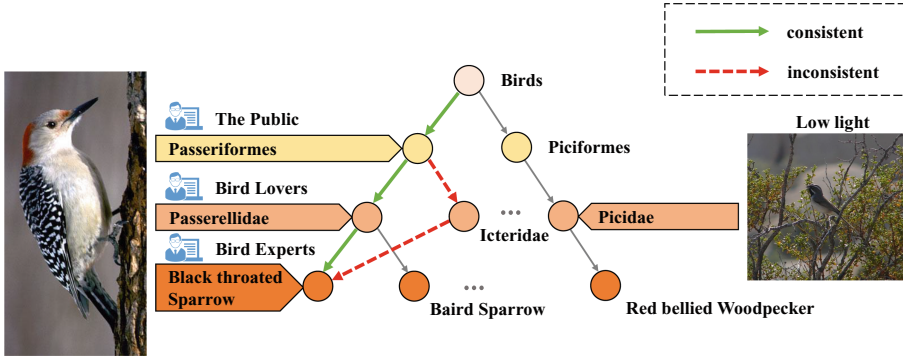 consistent
inconsistent
Birds
The Public
Low light
Passeriformes
Piciformes
Bird Lovers
Passerellidae
...
Icteridae
Picidae
Bird Experts
Black throated
Sparrow
Baird Sparrow
...
Red bellied Woodpecker